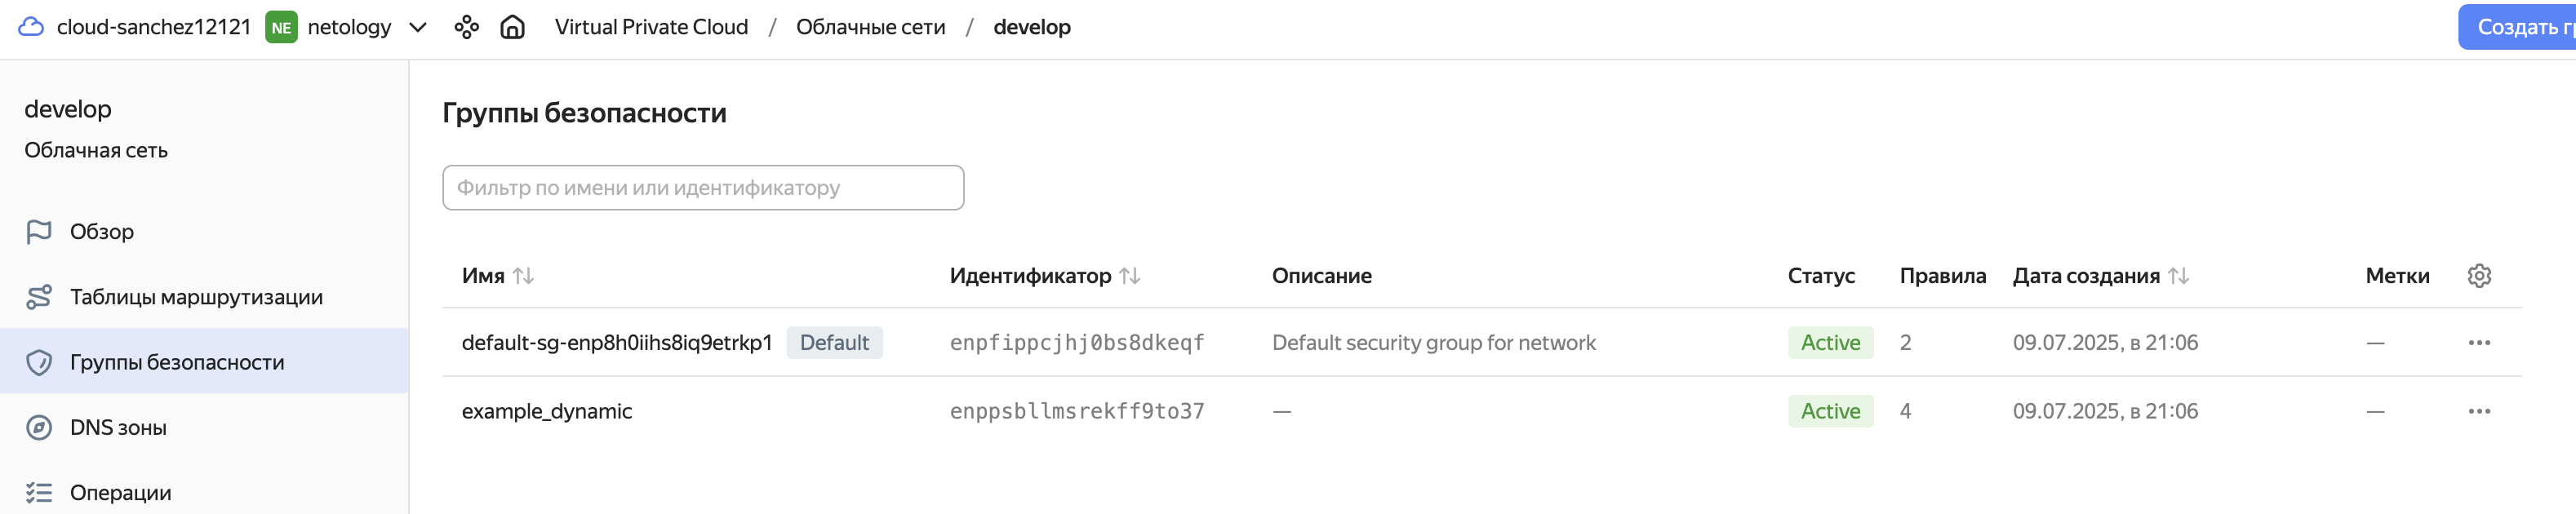 cloud-sanchez12121 NE netology Virtual Private Cloud / Облачные сети / develop Создать
develop
Облачная сеть
Обзор
Таблицы маршрутизации
Группы безопасности
DNS зоны
Операции
Группы безопасности
Фильтр по имени или идентификатору
Имя Идентификатор Описание Статус Правила Дата создания Метки
default-sg-enp8h0iihs8iq9etrkp1 Default enpfippcjhj0bs8dkeqf Default security group for network Active 2 09.07.2025, в 21:06 —
example_dynamic enppsbllmsrekff9to37 — Active 4 09.07.2025, в 21:06 —